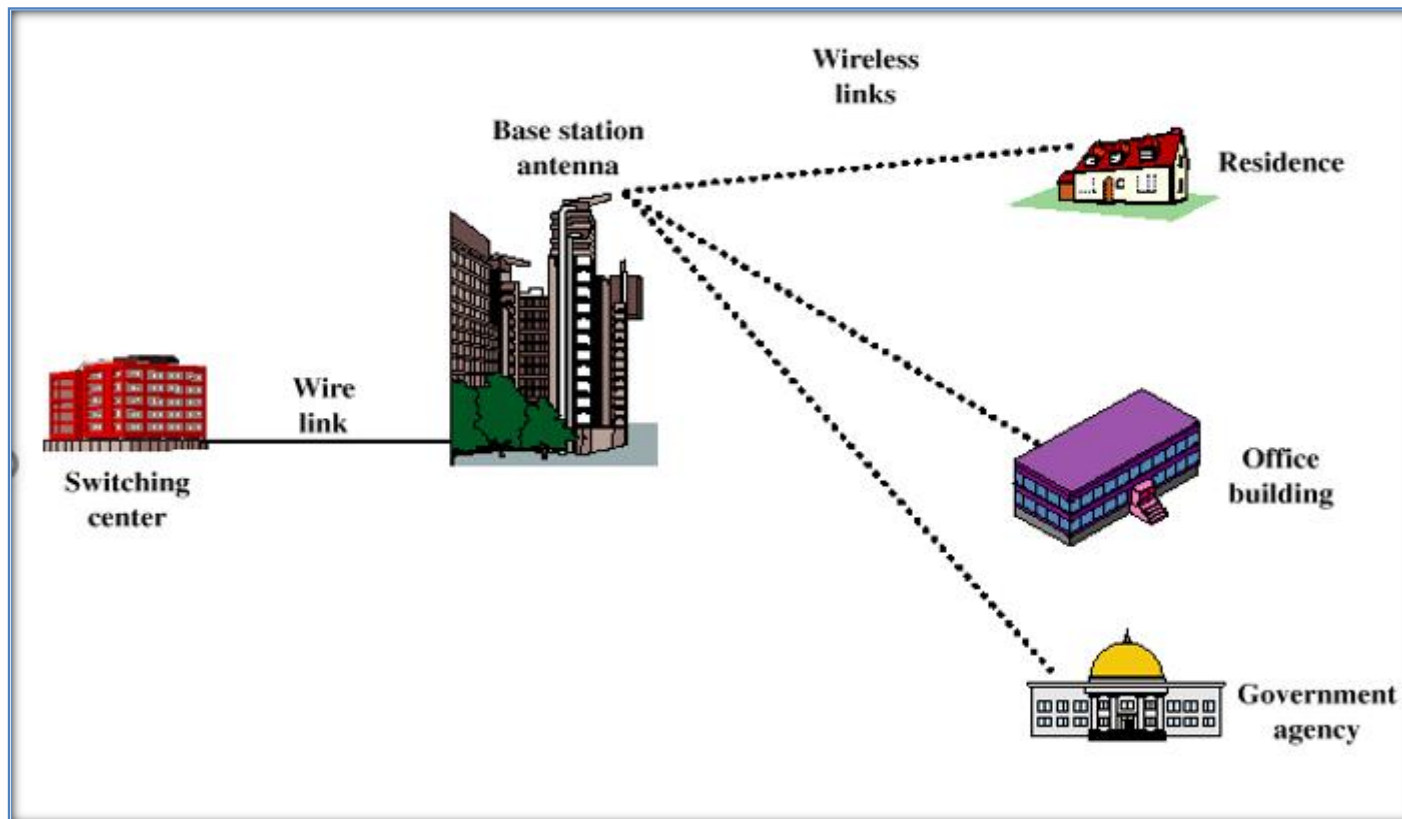 Wireless
links
Base station
antenna
Residence
Wire
link
Switching
center
Office
building
Government
agency